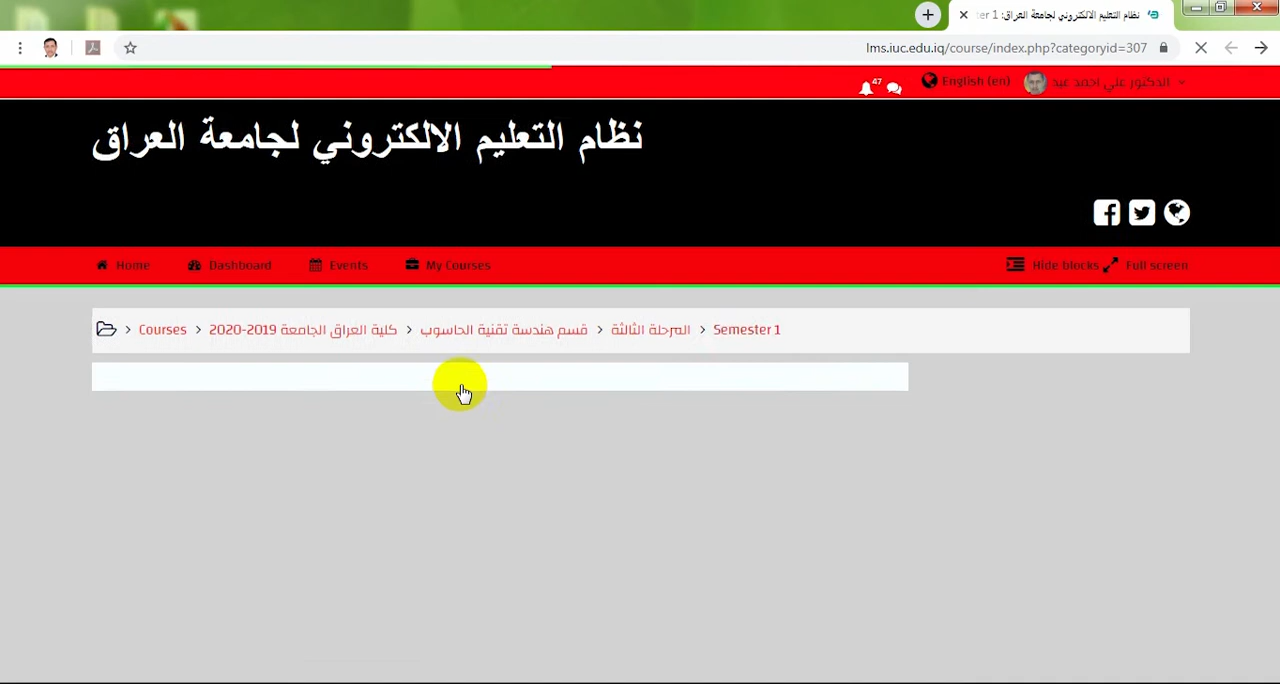 نظام التعليم الالكتروني لجامعة العراق: ter 1
lms.iuc.edu.iq/course/index.php?categoryid=307
47
English (en)
الدكتور علي احمد عبد
نظام التعليم الالكتروني لجامعة العراق
Home
Dashboard
Events
My Courses
Hide blocks
Full screen
Courses > كلية العراق الجامعة 2019-2020 > قسم هندسة تقنية الحاسوب > المرحلة الثالثة > Semester 1